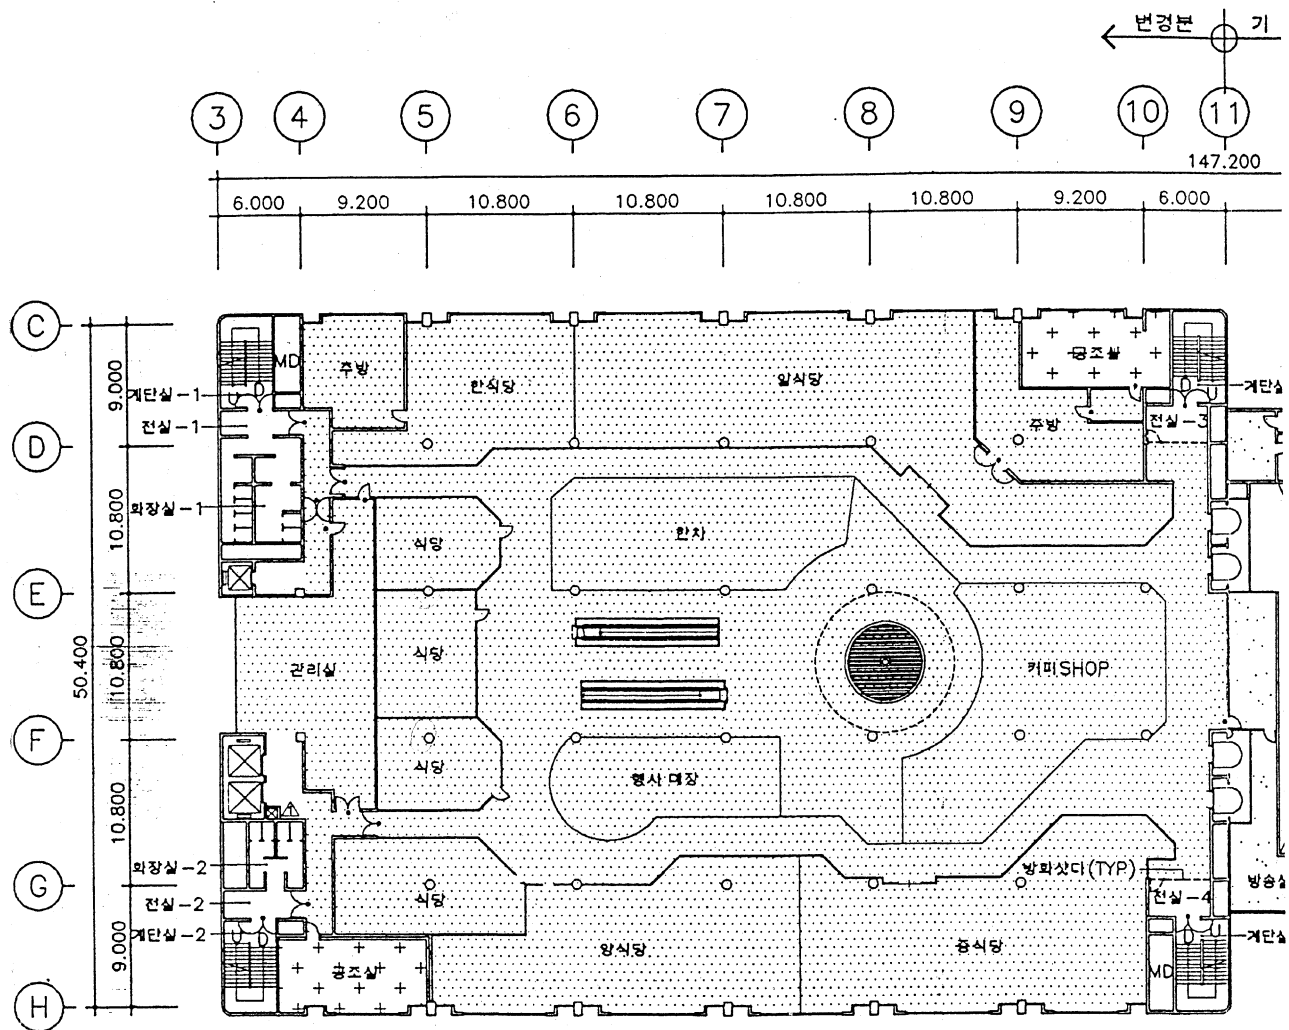 변경분 기
3 4 5 6 7 8 9 10 11
147.200
6.000 9.200 10.800 10.800 10.800 10.800 9.200 6.000
C
9.000
MD
주방
한식당
일식당
공조실
계단실-1
계단실
전실-1
전실-3
주방
D
10.800
화장실-1
식당
한차
E
50.400
10.800
관리실
식당
커피SHOP
F
식당
행사매장
10.800
화장실-2
방화샷다(TYP)
G
전실-2
식당
전실-4
방송실
계단실-2
계단실
9.000
양식당
중식당
공조실
MD
H